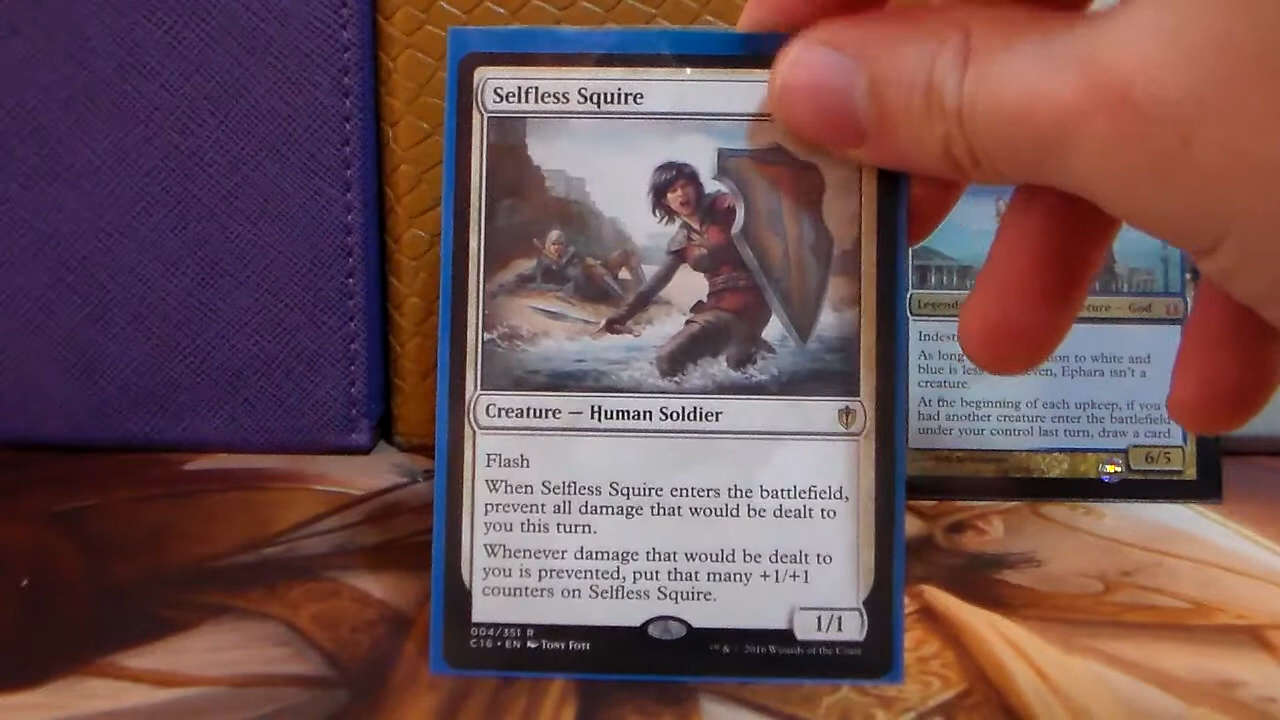 Selfless Squire
Creature — Human Soldier
Flash
When Selfless Squire enters the battlefield,
prevent all damage that would be dealt to
you this turn.
Whenever damage that would be dealt to
you is prevented, put that many +1/+1
counters on Selfless Squire.
1/1
004/351 R
C16 • EN Tony Foti
™ & 2016 Wizards of the Coast
Legend
ture — God
Indest
As long tion to white and
blue is less even, Ephara isn't a
creature.
At the beginning of each upkeep, if you
had another creature enter the battlefield
under your control last turn, draw a card.
6/5